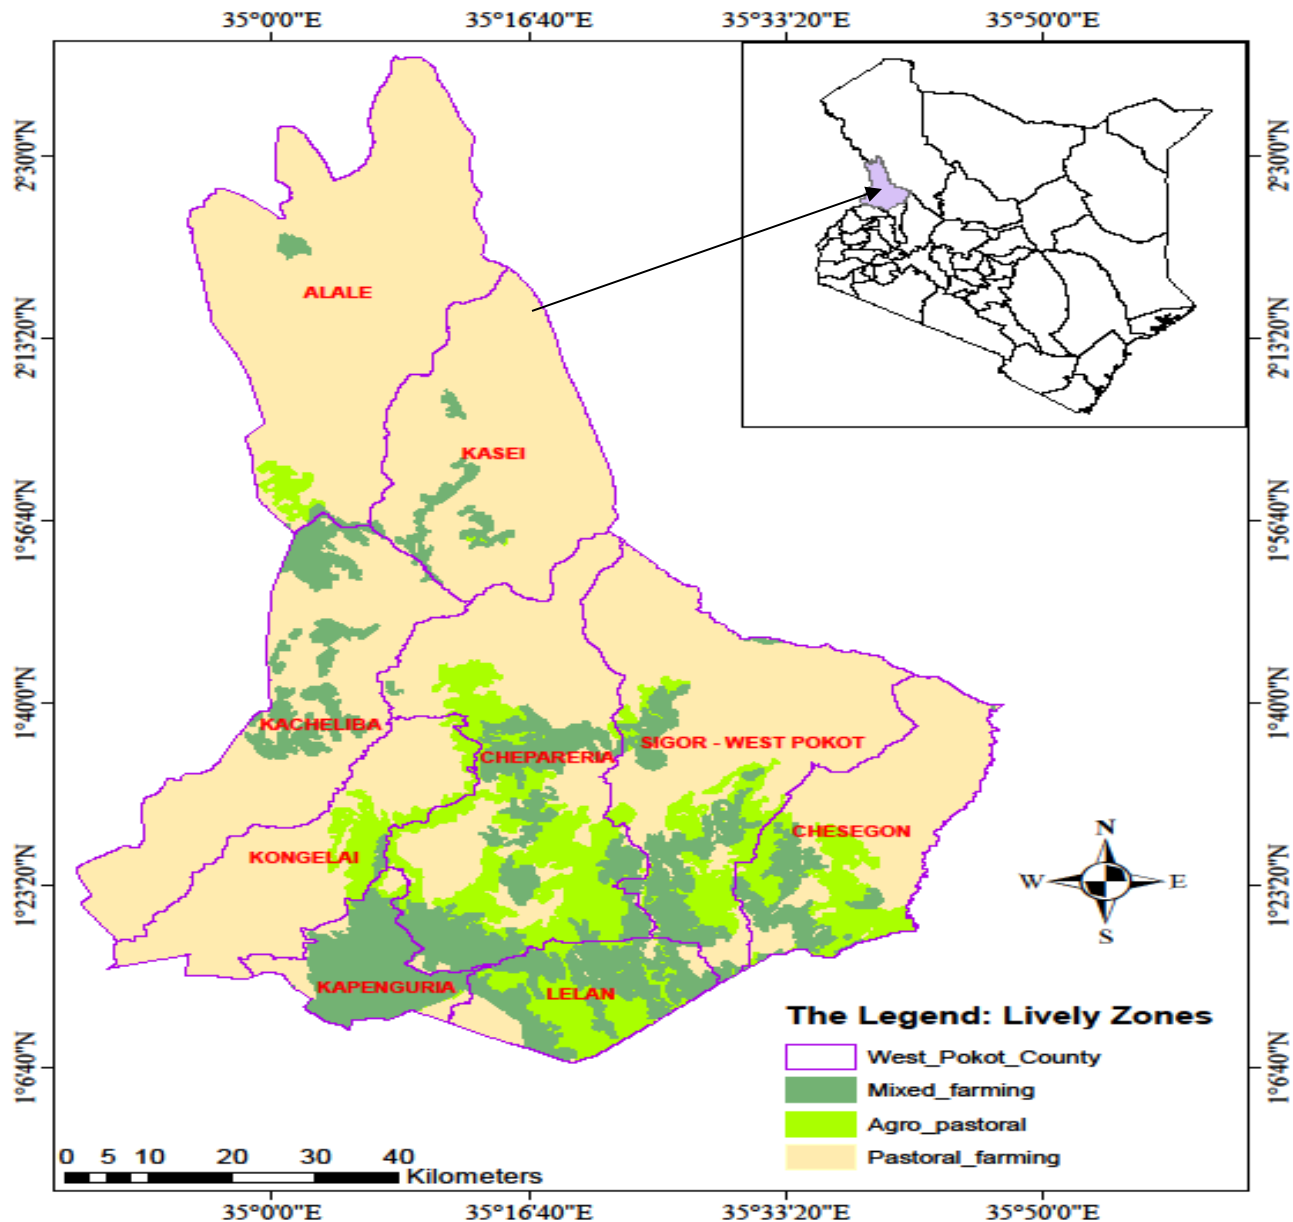 35°0'0"E 35°16'40"E 35°33'20"E 35°50'0"E
2°30'0"N 2°30'0"N
ALALE
2°13'20"N 2°13'20"N
KASEI
1°56'40"N 1°56'40"N
1°40'0"N 1°40'0"N
KACHELIBA
SIGOR - WEST POKOT
CHEPARERIA
CHESEGON
N
KONGELAI
1°23'20"N 1°23'20"N
W E
S
KAPENGURIA
LELAN
The Legend: Lively Zones
West_Pokot_County
1°6'40"N 1°6'40"N
Mixed_farming
Agro_pastoral
Pastoral_farming
0 5 10 20 30 40
Kilometers
35°0'0"E 35°16'40"E 35°33'20"E 35°50'0"E